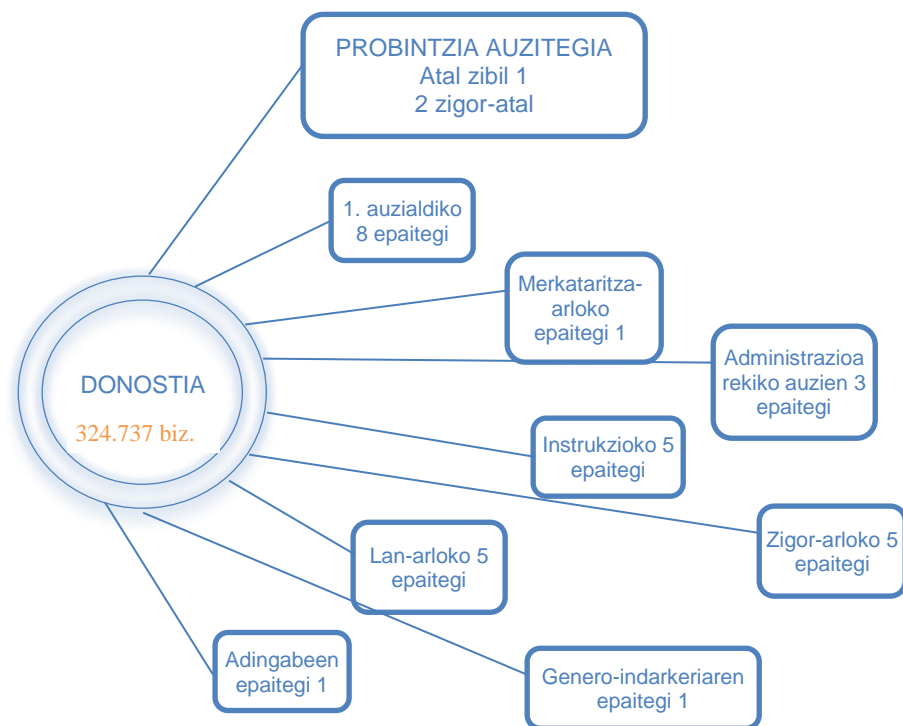 PROBINTZIA AUZITEGIA
Atal zibil 1
2 zigor-atal
1. auzialdiko
8 epaitegi
Merkataritza-
arloko
epaitegi 1
Administrazioa
rekiko auzien 3
epaitegi
DONOSTIA
324.737 biz.
Instrukzioko 5
epaitegi
Zigor-arloko 5
epaitegi
Lan-arloko 5
epaitegi
Adingabeen
epaitegi 1
Genero-indarkeriaren
epaitegi 1